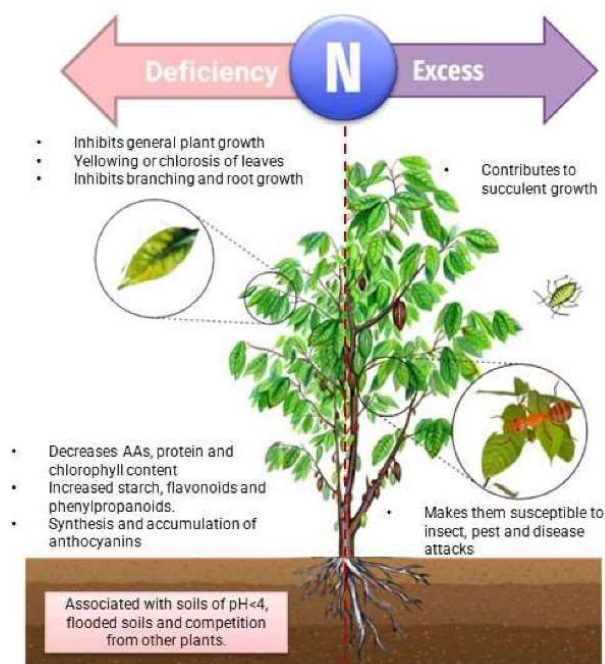 Deficiency
N
Excess
• Inhibits general plant growth
• Yellowing or chlorosis of leaves
• Inhibits branching and root growth
• Contributes to
succulent growth
• Decreases AAs, protein and
chlorophyll content
• Increased starch, flavonoids and
phenylpropanoids.
• Synthesis and accumulation of
anthocyanins
• Makes them susceptible to
insect, pest and disease
attacks
Associated with soils of pH<4,
flooded soils and competition
from other plants.